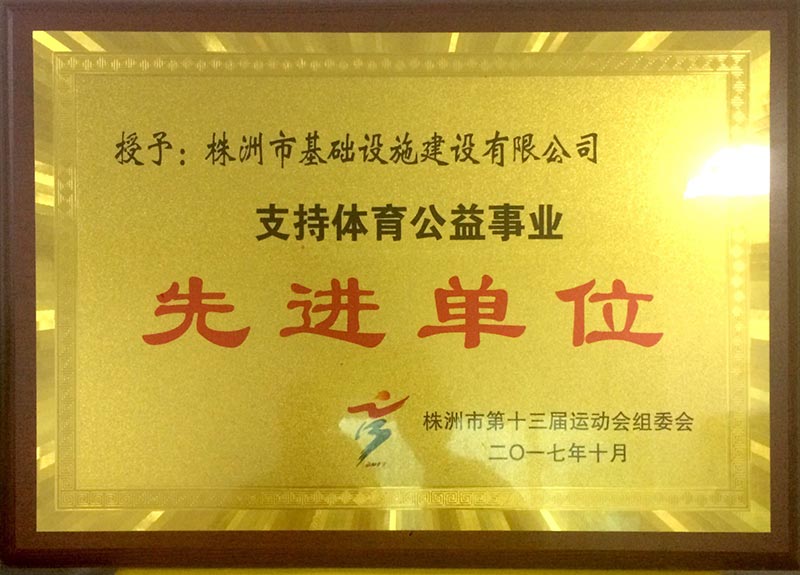 授予：株洲市基础设施建设有限公司
支持体育公益事业
先进单位
株洲市第十三届运动会组委会
二〇一七年十月
2017